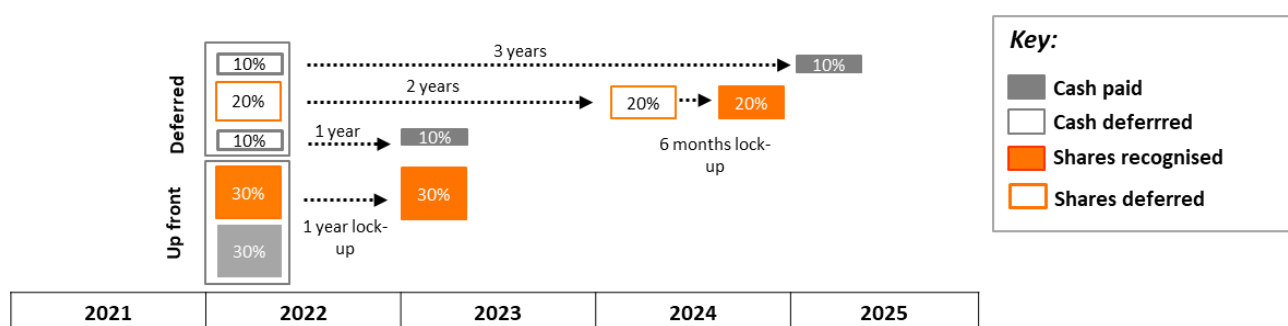 Key:
Cash paid
Cash deferrred
Shares recognised
Shares deferred
Deferred
10%
3 years
10%
20%
2 years
20%
20%
10%
1 year
10%
6 months lock-
up
Up front
30%
30%
1 year lock-
up
30%
2021
2022
2023
2024
2025